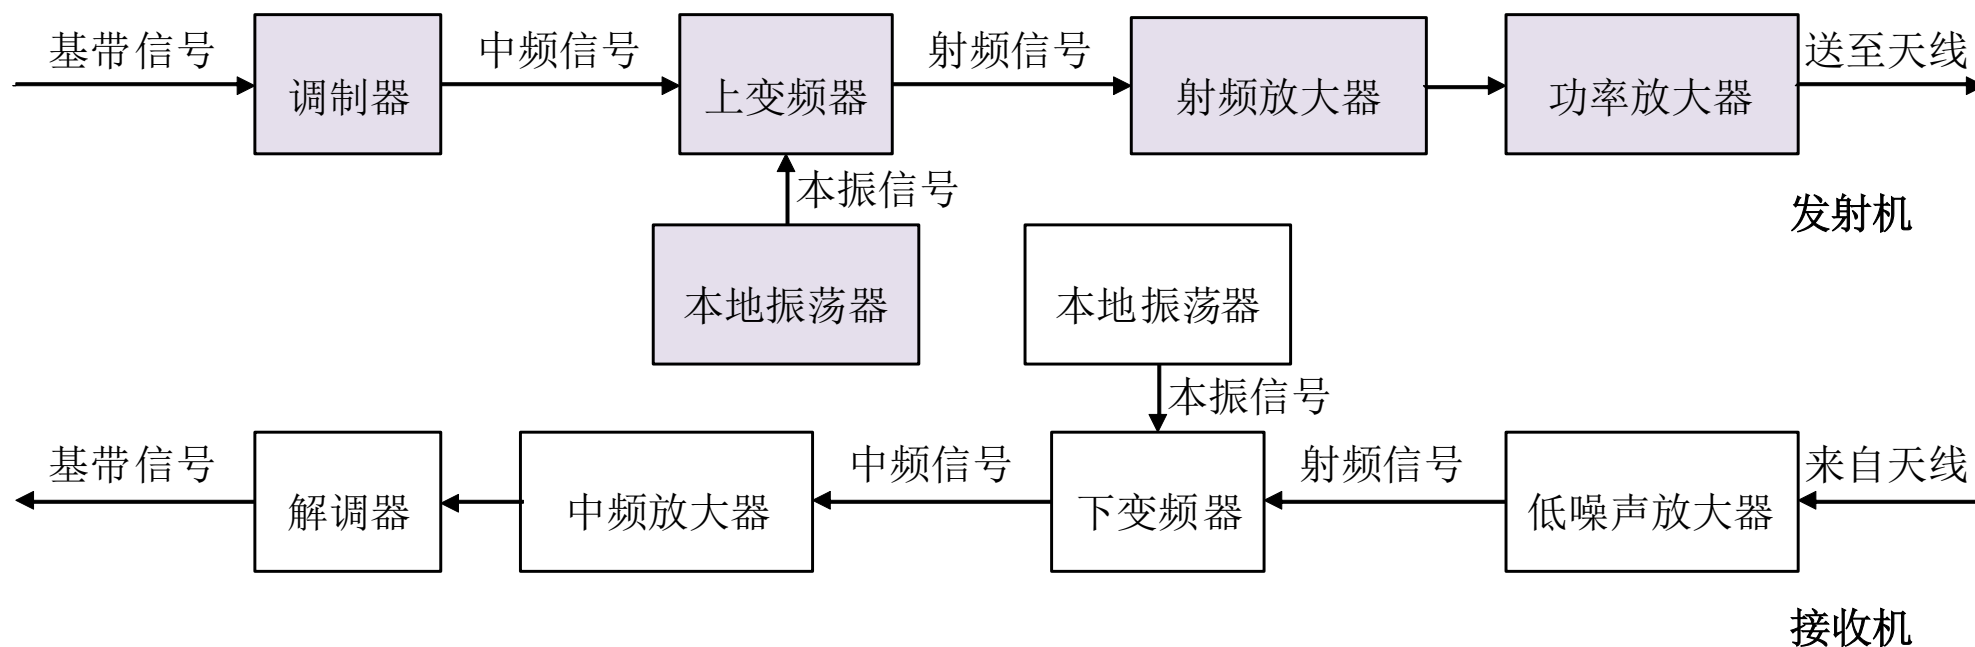 基带信号
中频信号
射频信号
送至天线
调制器
上变频器
射频放大器
功率放大器
本振信号
发射机
本地振荡器
本地振荡器
本振信号
基带信号
中频信号
射频信号
来自天线
解调器
中频放大器
下变频器
低噪声放大器
接收机